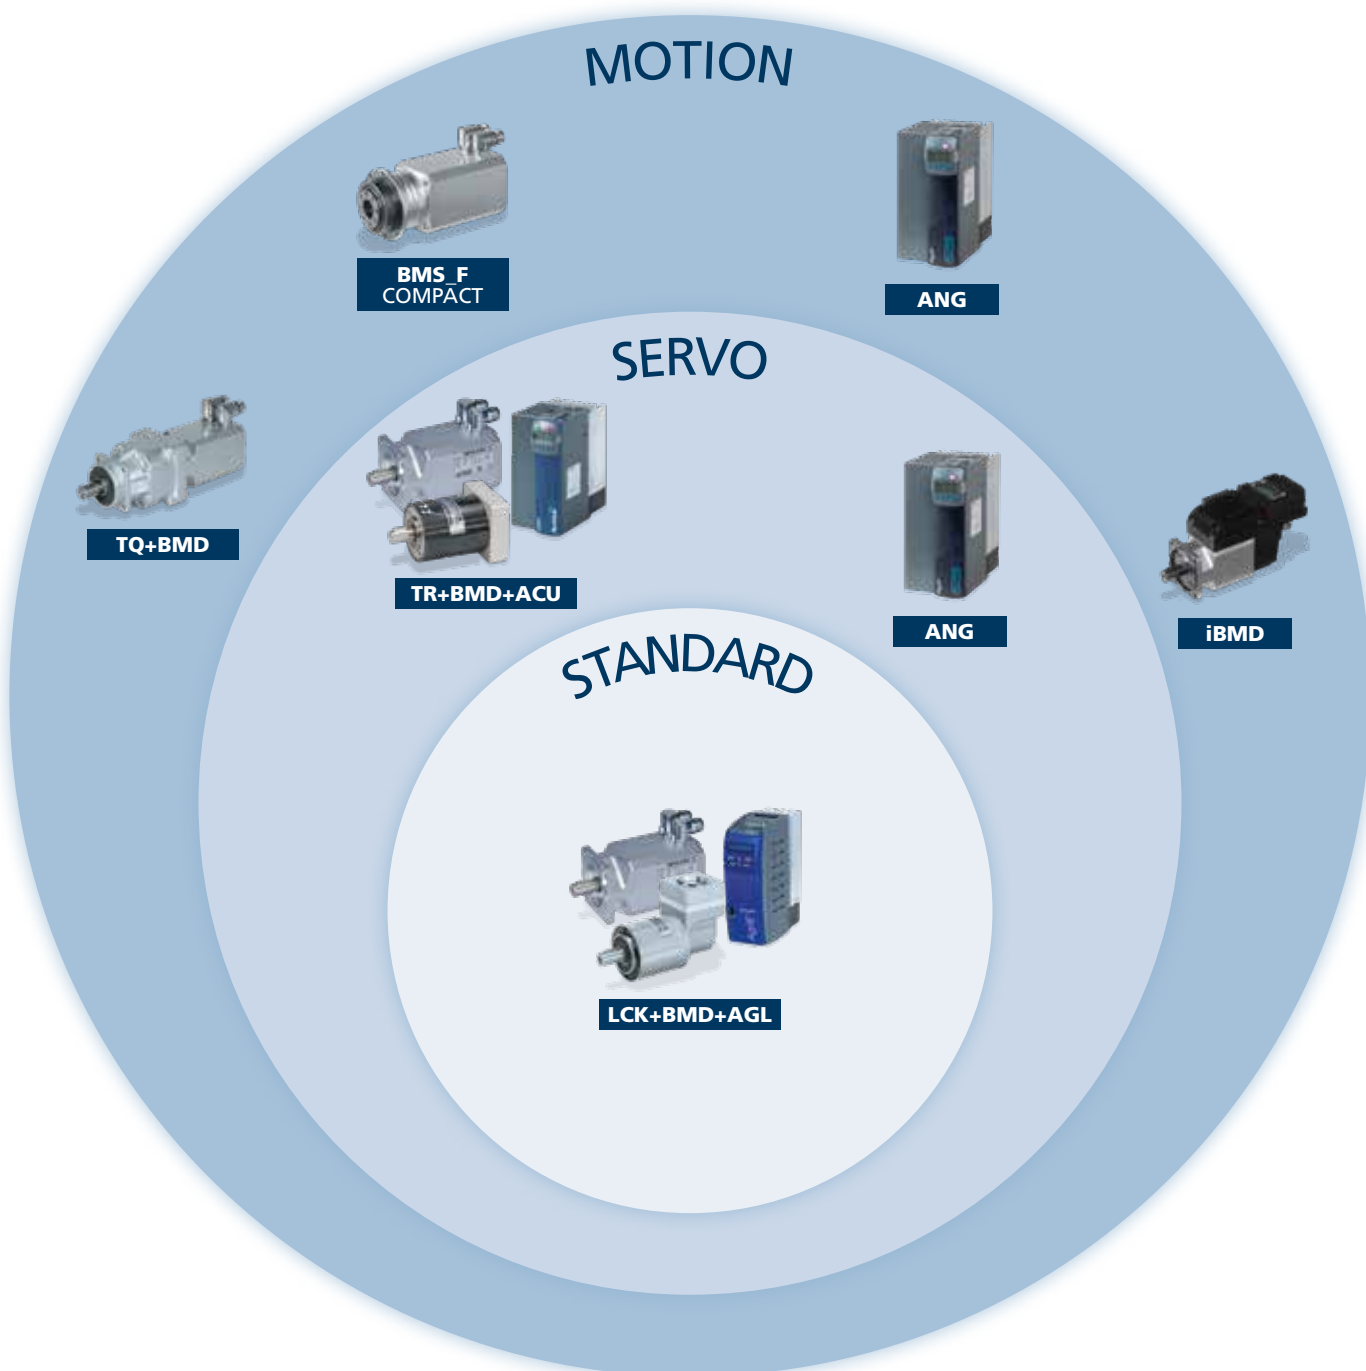 MOTION
BMS_F
COMPACT
ANG
SERVO
TQ+BMD
TR+BMD+ACU
ANG
iBMD
STANDARD
LCK+BMD+AGL